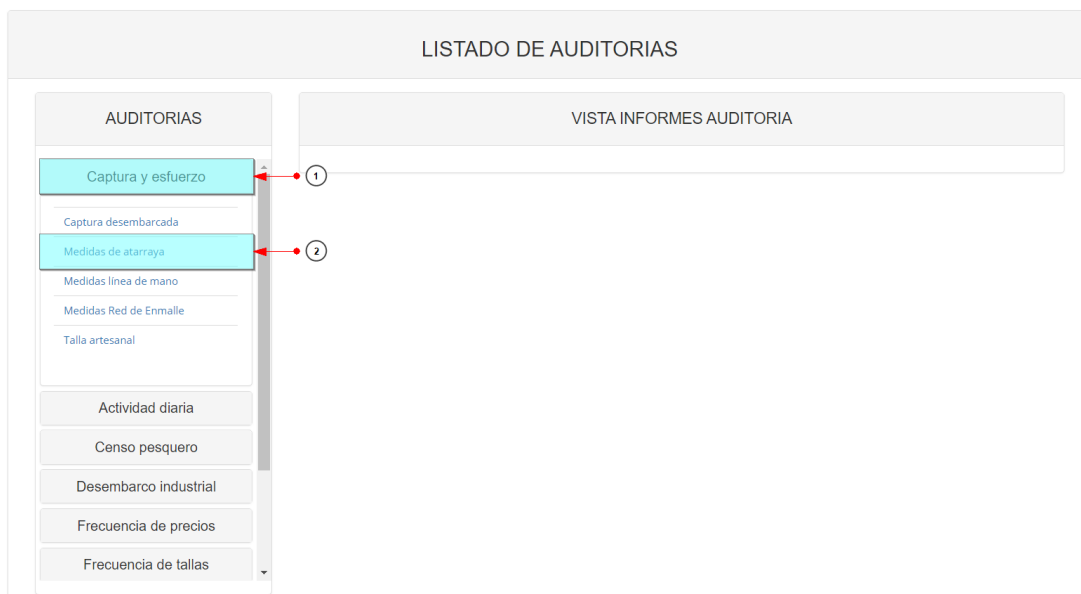 LISTADO DE AUDITORIAS
AUDITORIAS
VISTA INFORMES AUDITORIA
Captura y esfuerzo
1
Captura desembarcada
Medidas de atarraya
2
Medidas línea de mano
Medidas Red de Enmalle
Talla artesanal
Actividad diaria
Censo pesquero
Desembarco industrial
Frecuencia de precios
Frecuencia de tallas